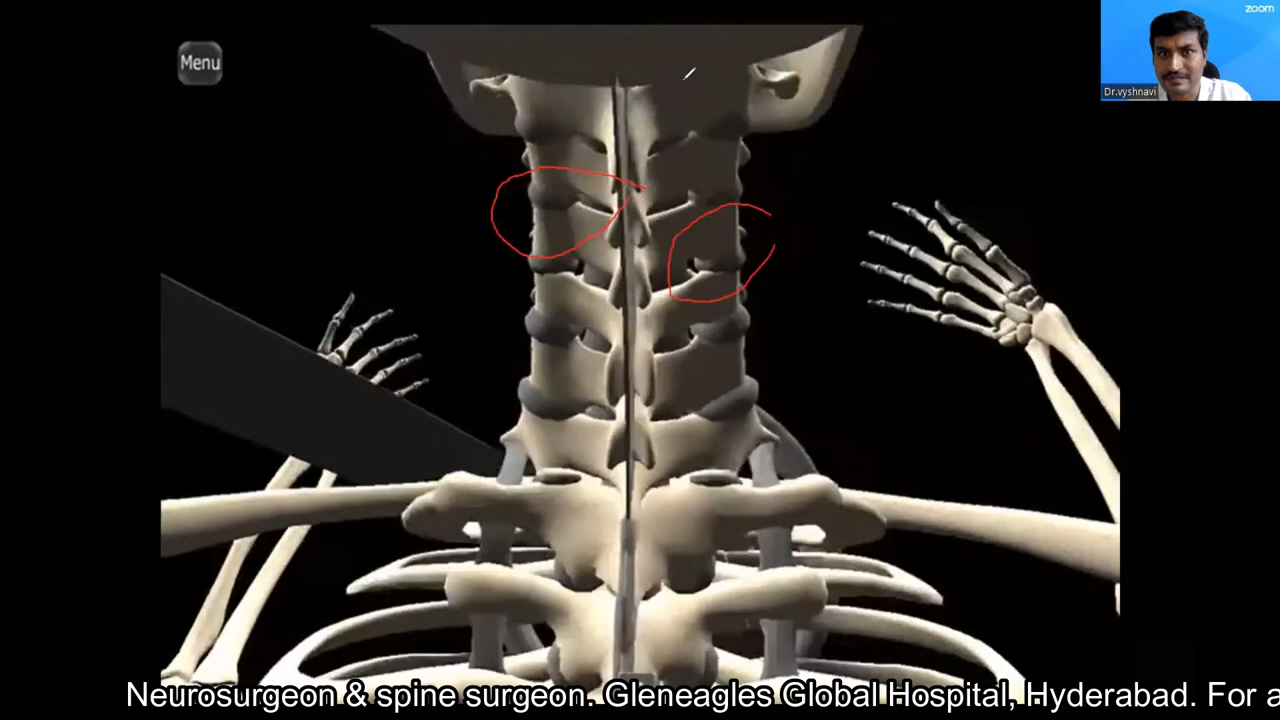 Menu
zoom
Dr.vyshnavi
Neurosurgeon & spine surgeon. Gleneagles Global Hospital, Hyderabad. For a